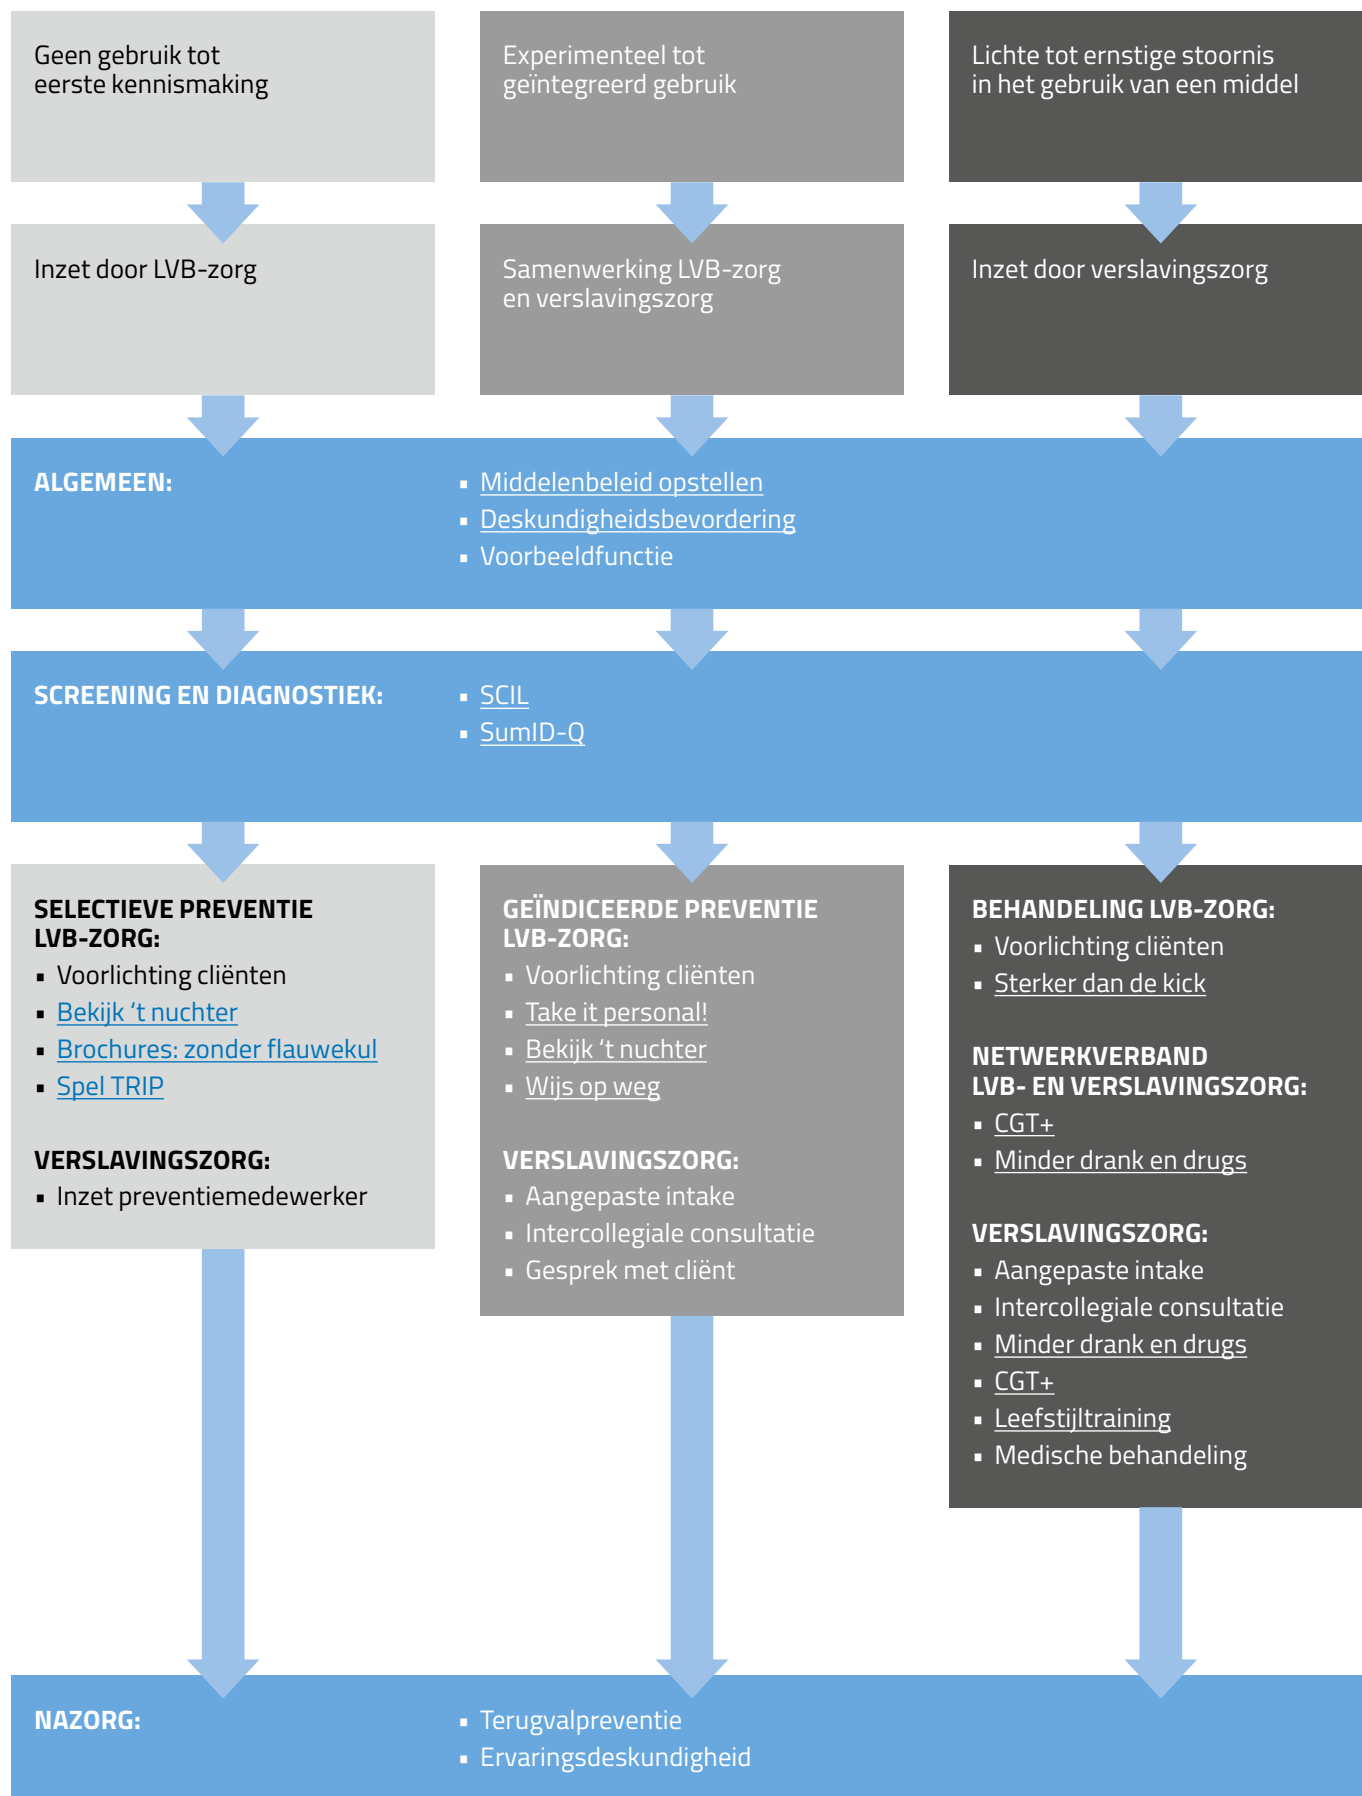 Geen gebruik tot
eerste kennismaking
Experimenteel tot
geïntegreerd gebruik
Lichte tot ernstige stoornis
in het gebruik van een middel
Inzet door LVB-zorg
Samenwerking LVB-zorg
en verslavingszorg
Inzet door verslavingszorg
ALGEMEEN:
▪ Middelenbeleid opstellen
▪ Deskundigheidsbevordering
▪ Voorbeeldfunctie
SCREENING EN DIAGNOSTIEK:
▪ SCIL
▪ SumID-Q
SELECTIEVE PREVENTIE
LVB-ZORG:
▪ Voorlichting cliënten
▪ Bekijk ‘t nuchter
▪ Brochures: zonder flauwekul
▪ Spel TRIP
VERSLAVINGSZORG:
▪ Inzet preventiemedewerker
GEÏNDICEERDE PREVENTIE
LVB-ZORG:
▪ Voorlichting cliënten
▪ Take it personal!
▪ Bekijk ‘t nuchter
▪ Wijs op weg
VERSLAVINGSZORG:
▪ Aangepaste intake
▪ Intercollegiale consultatie
▪ Gesprek met cliënt
BEHANDELING LVB-ZORG:
▪ Voorlichting cliënten
▪ Sterker dan de kick
NETWERKVERBAND
LVB- EN VERSLAVINGSZORG:
▪ CGT+
▪ Minder drank en drugs
VERSLAVINGSZORG:
▪ Aangepaste intake
▪ Intercollegiale consultatie
▪ Minder drank en drugs
▪ CGT+
▪ Leefstijltraining
▪ Medische behandeling
NAZORG:
▪ Terugvalpreventie
▪ Ervaringsdeskundigheid